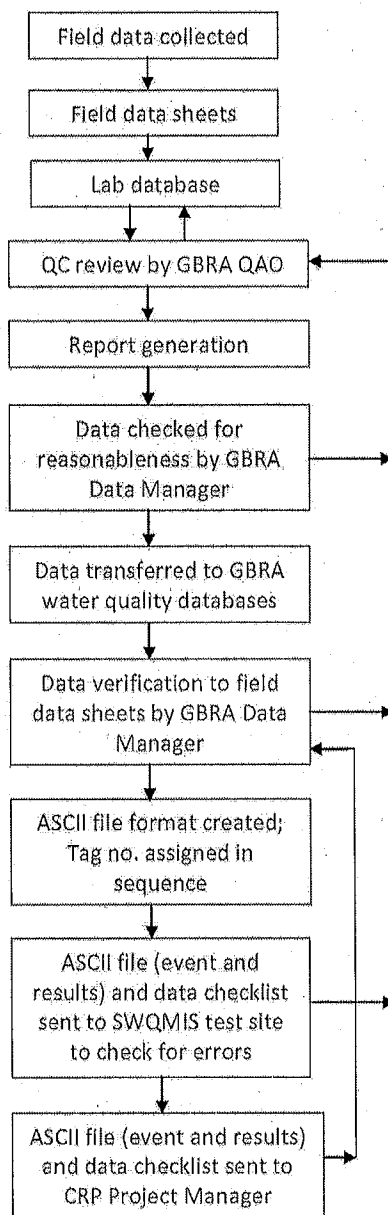 Field data collected
Field data sheets
Lab database
QC review by GBRA QAO
Report generation
Data checked for
reasonableness by GBRA
Data Manager
Data transferred to GBRA
water quality databases
Data verification to field
data sheets by GBRA Data
Manager
ASCII file format created;
Tag no. assigned in
sequence
ASCII file (event and
results) and data checklist
sent to SWQMIS test site
to check for errors
ASCII file (event and results)
and data checklist sent to
CRP Project Manager